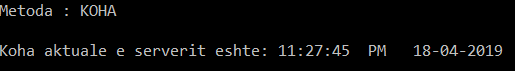 Metoda : KOHA
Koha aktuale e serverit eshte: 11:27:45  PM   18-04-2019